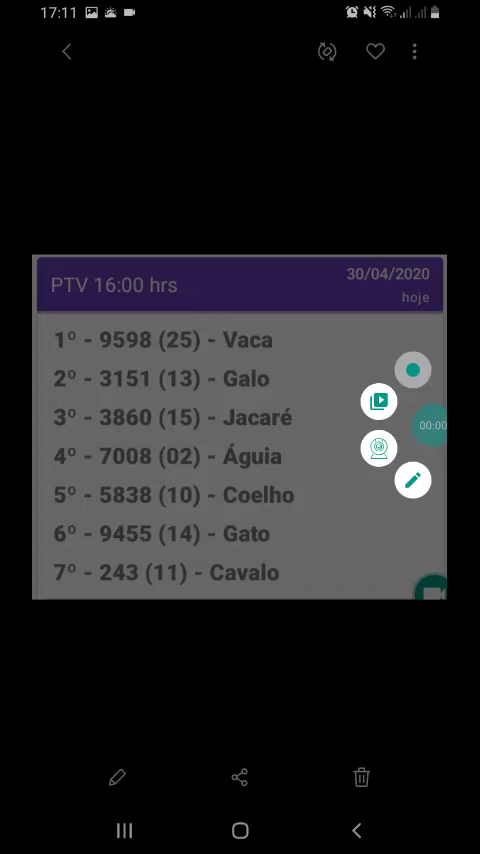 17:11
PTV 16:00 hrs
30/04/2020
hoje
1º - 9598 (25) - Vaca
2º - 3151 (13) - Galo
3º - 3860 (15) - Jacaré
4º - 7008 (02) - Águia
5º - 5838 (10) - Coelho
6º - 9455 (14) - Gato
7º - 243 (11) - Cavalo
00:00